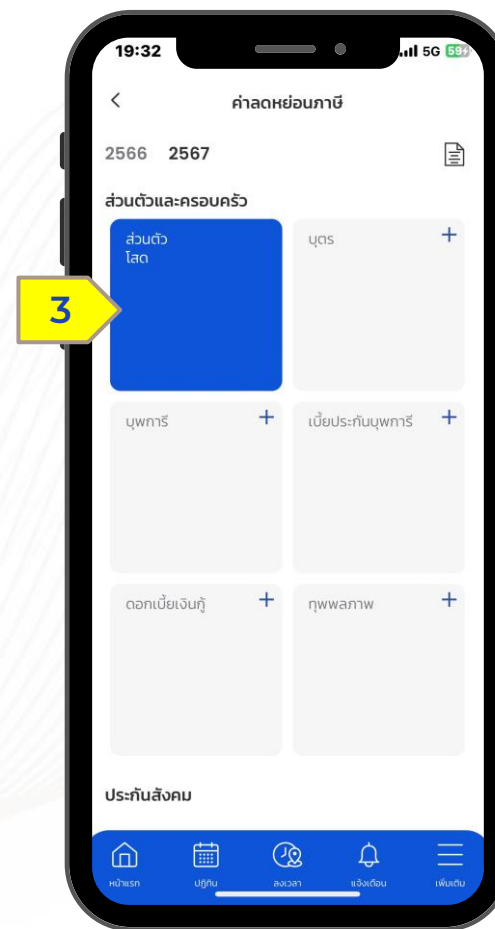 19:32 5G 59
ค่าลดหย่อนภาษี
2566 2567
ส่วนตัวและครอบครัว
ส่วนตัว
โสด
บุตร
3
บุพการี
เบี้ยประกันบุพการี
ดอกเบี้ยเงินกู้
ทุพพลภาพ
ประกันสังคม
หน้าแรก ปฏิทิน ลงเวลา แจ้งเตือน เพิ่มเติม